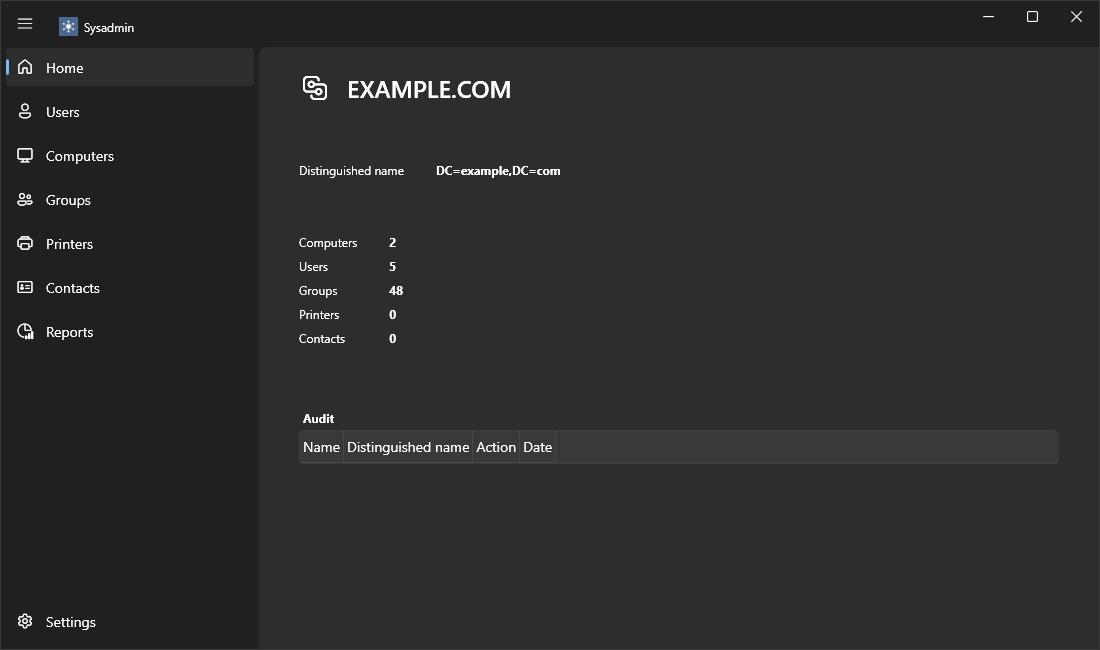 Sysadmin
Home
Users
Computers
Groups
Printers
Contacts
Reports
Settings
EXAMPLE.COM
Distinguished name DC=example,DC=com
Computers 2
Users 5
Groups 48
Printers 0
Contacts 0
Audit
Name Distinguished name Action Date